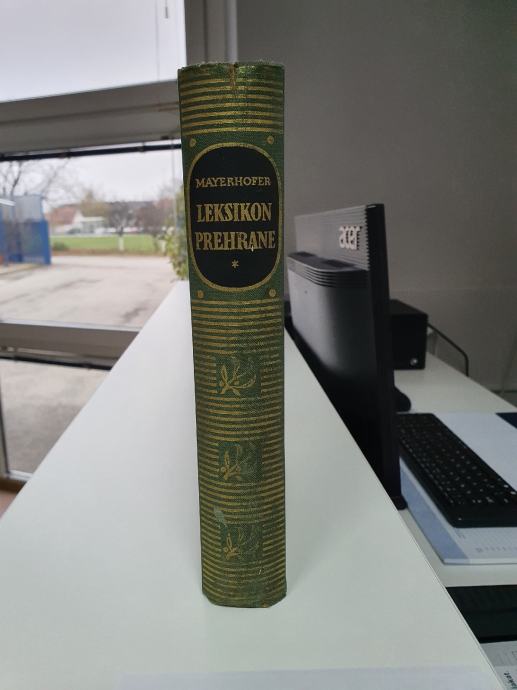 MAYERHOFER
LEKSIKON
PREHRANE
*
acer